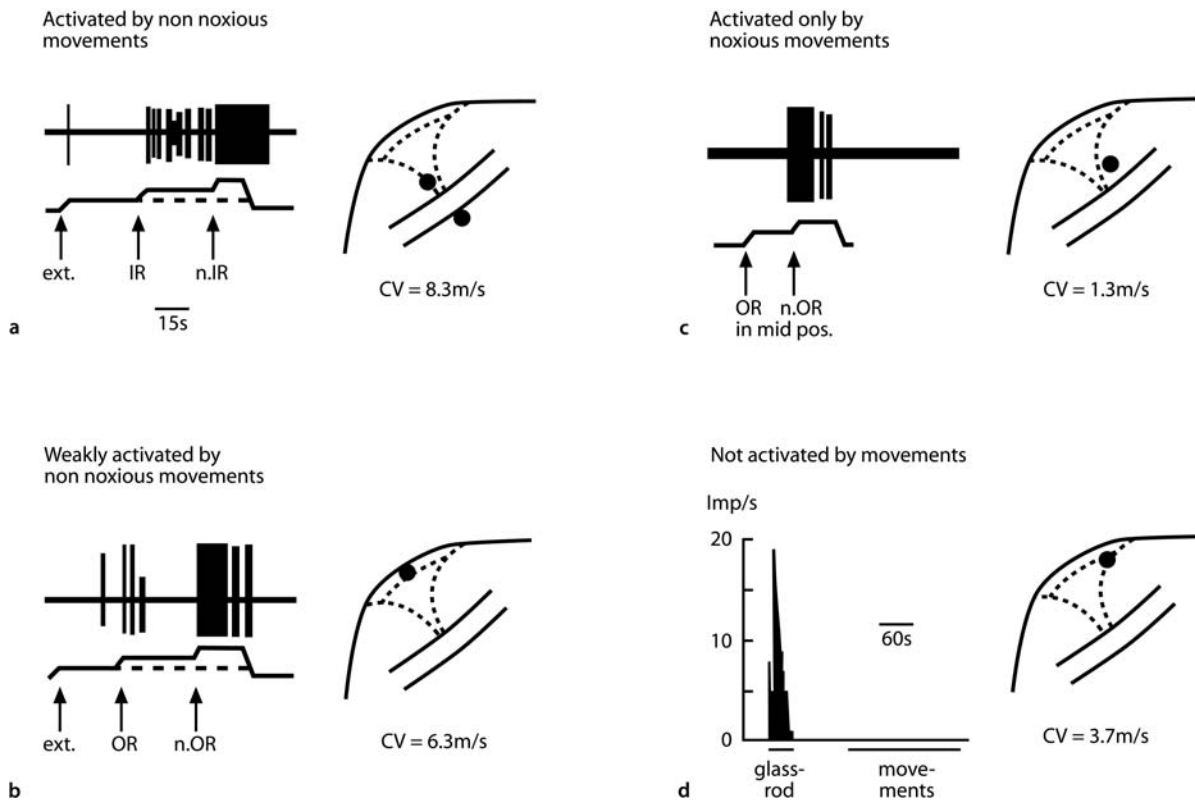 Activated by non noxious
movements
ext.
IR
n.IR
15s
CV = 8.3m/s
a
Weakly activated by
non noxious movements
ext.
OR
n.OR
CV = 6.3m/s
b
Activated only by
noxious movements
OR
n.OR
in mid pos.
CV = 1.3m/s
c
Not activated by movements
Imp/s
20
10
0
60s
glass-
rod
move-
ments
CV = 3.7m/s
d